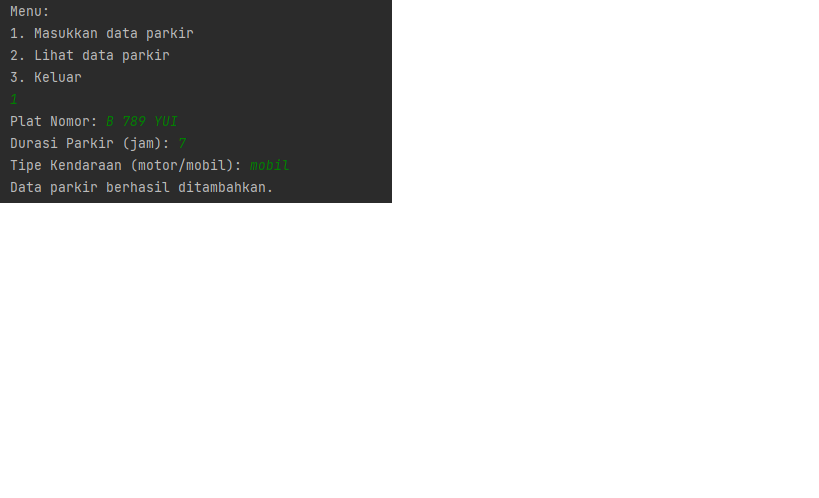 Menu:
1. Masukkan data parkir
2. Lihat data parkir
3. Keluar
1
Plat Nomor: B 789 YUI
Durasi Parkir (jam): 7
Tipe Kendaraan (motor/mobil): mobil
Data parkir berhasil ditambahkan.